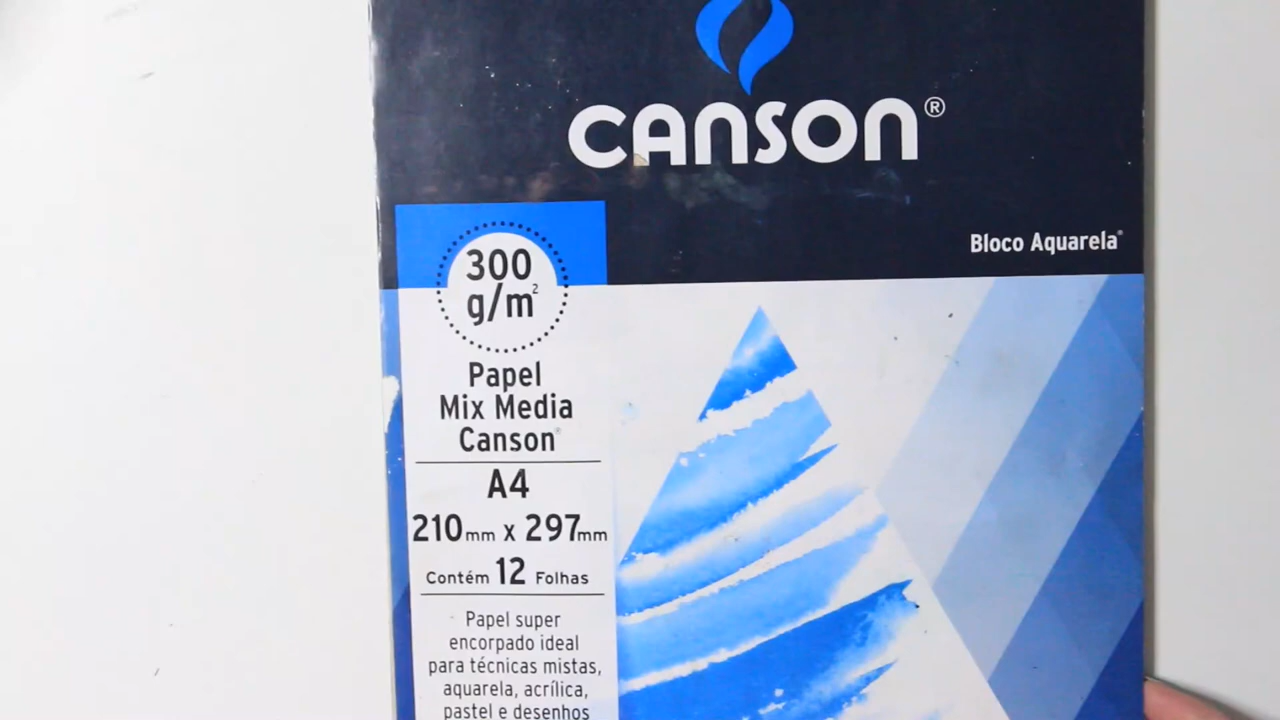 CANSON®
Bloco Aquarela®
300
g/m²
Papel
Mix Media
Canson®
A4
210mm x 297mm
Contém 12 Folhas
Papel super
encorpado ideal
para técnicas mistas,
aquarela, acrílica,
pastel e desenhos